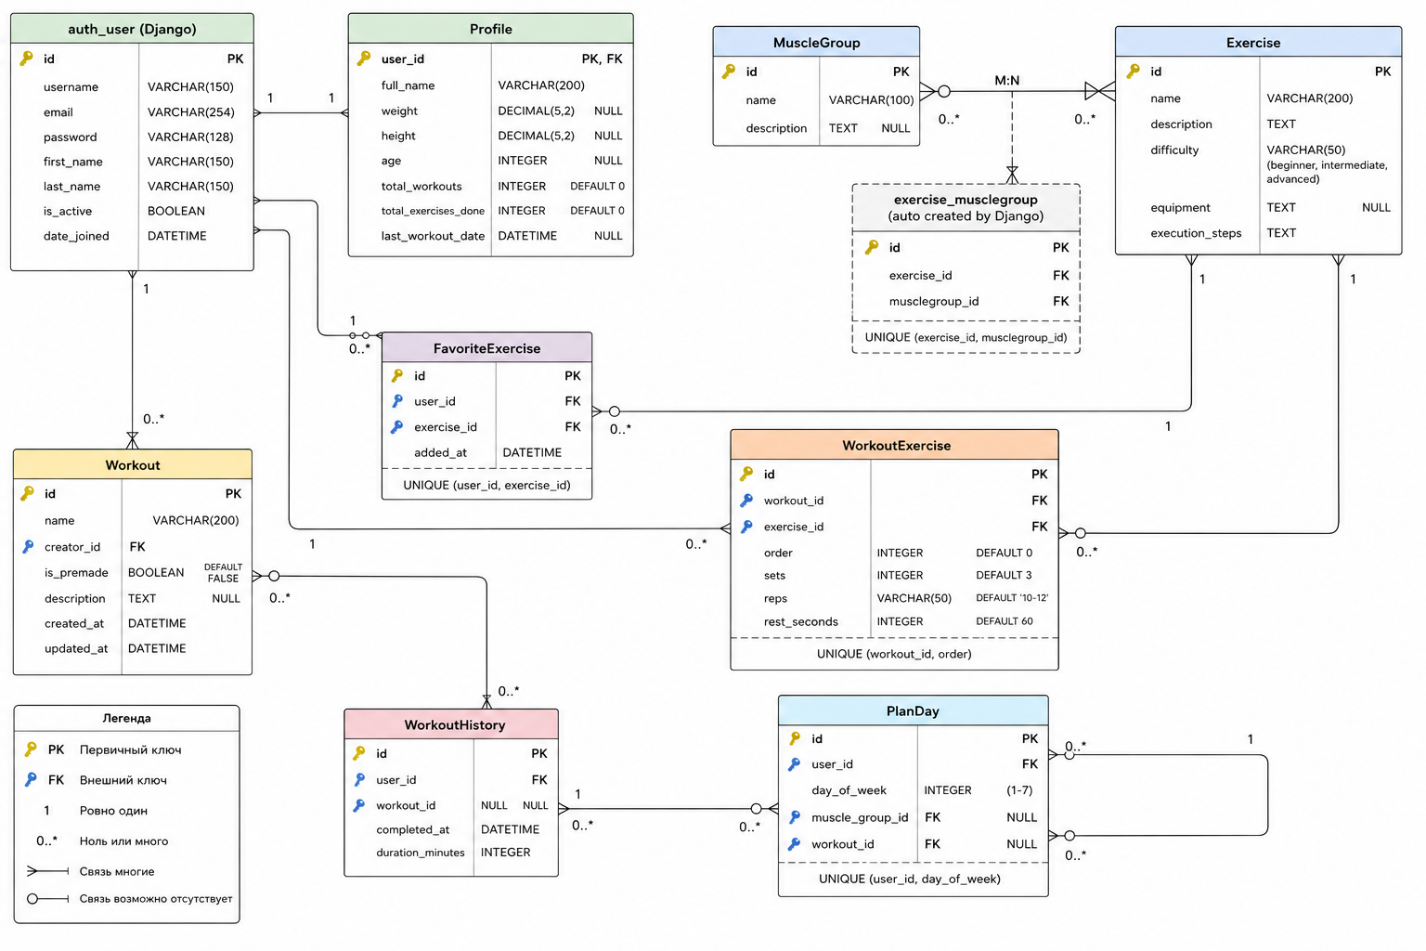 auth_user (Django)
id PK
username VARCHAR(150)
email VARCHAR(254)
password VARCHAR(128)
first_name VARCHAR(150)
last_name VARCHAR(150)
is_active BOOLEAN
date_joined DATETIME
1
1
Profile
user_id PK, FK
full_name VARCHAR(200)
weight DECIMAL(5,2) NULL
height DECIMAL(5,2) NULL
age INTEGER NULL
total_workouts INTEGER DEFAULT 0
total_exercises_done INTEGER DEFAULT 0
last_workout_date DATETIME NULL
MuscleGroup
id PK
name VARCHAR(100)
description TEXT NULL
M:N
0..*
0..*
Exercise
id PK
name VARCHAR(200)
description TEXT
difficulty VARCHAR(50)
(beginner, intermediate,
advanced)
equipment TEXT NULL
execution_steps TEXT
exercise_musclegroup
(auto created by Django)
id PK
exercise_id FK
musclegroup_id FK
UNIQUE (exercise_id, musclegroup_id)
1
1
1
1
0..*
FavoriteExercise
id PK
user_id FK
exercise_id FK
added_at DATETIME
UNIQUE (user_id, exercise_id)
0..*
1
0..*
Workout
id PK
name VARCHAR(200)
creator_id FK
is_premade BOOLEAN DEFAULT
FALSE
description TEXT NULL
created_at DATETIME
updated_at DATETIME
1
0..*
0..*
WorkoutExercise
id PK
workout_id FK
exercise_id FK
order INTEGER DEFAULT 0
sets INTEGER DEFAULT 3
reps VARCHAR(50) DEFAULT '10-12'
rest_seconds INTEGER DEFAULT 60
UNIQUE (workout_id, order)
0..*
0..*
Легенда
PK Первичный ключ
FK Внешний ключ
1 Ровно один
0..* Ноль или много
Связь многие
Связь возможно отсутствует
WorkoutHistory
id PK
user_id FK
workout_id NULL NULL
completed_at DATETIME
duration_minutes INTEGER
1
0..*
0..*
PlanDay
id PK
user_id FK
day_of_week INTEGER (1-7)
muscle_group_id FK NULL
workout_id FK NULL
UNIQUE (user_id, day_of_week)
0..*
1
0..*